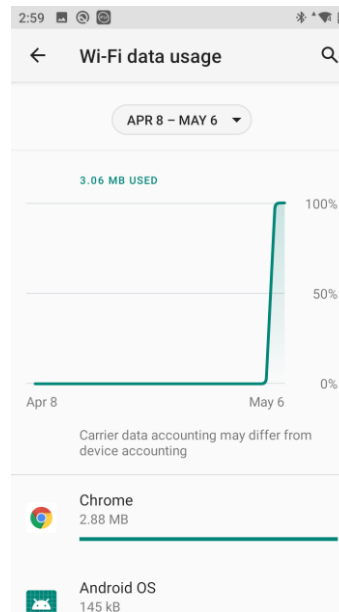 2:59
Wi-Fi data usage
APR 8 – MAY 6
3.06 MB USED
100%
50%
0%
Apr 8
May 6
Carrier data accounting may differ from
device accounting
Chrome
2.88 MB
Android OS
145 kB